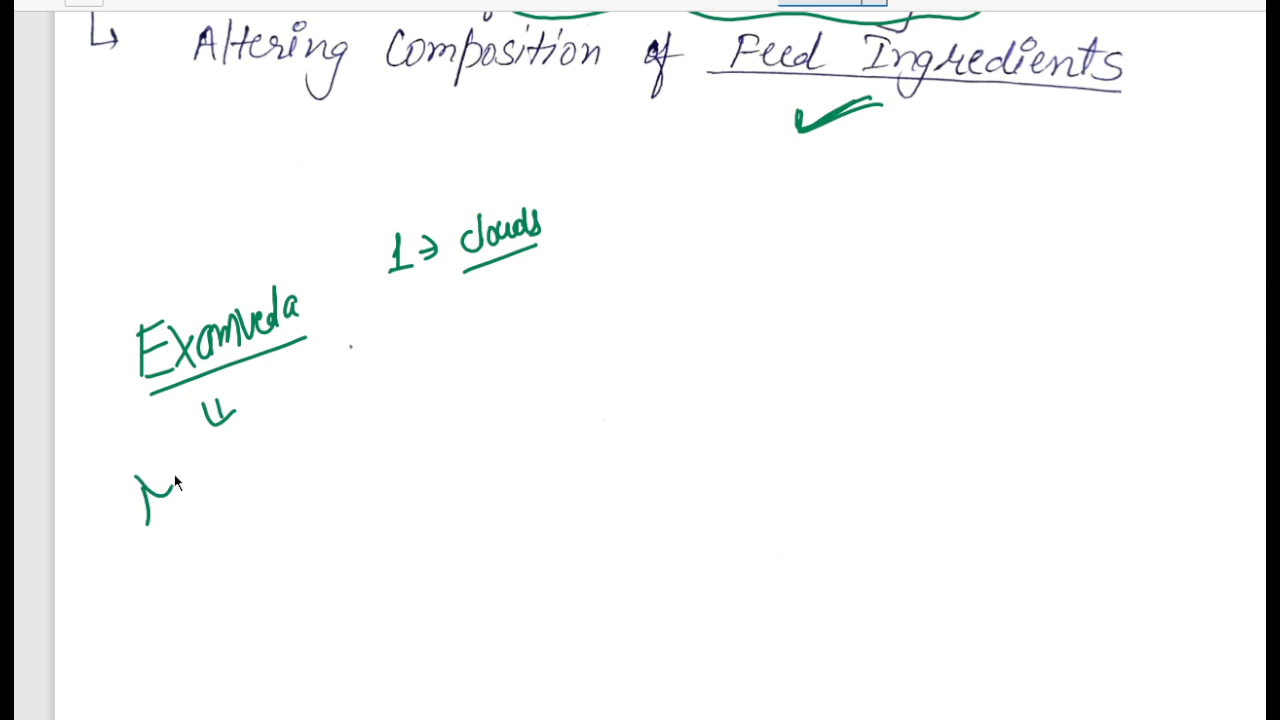 ↳ Altering Composition of Feed Ingredients
1 → clouds
Examveda